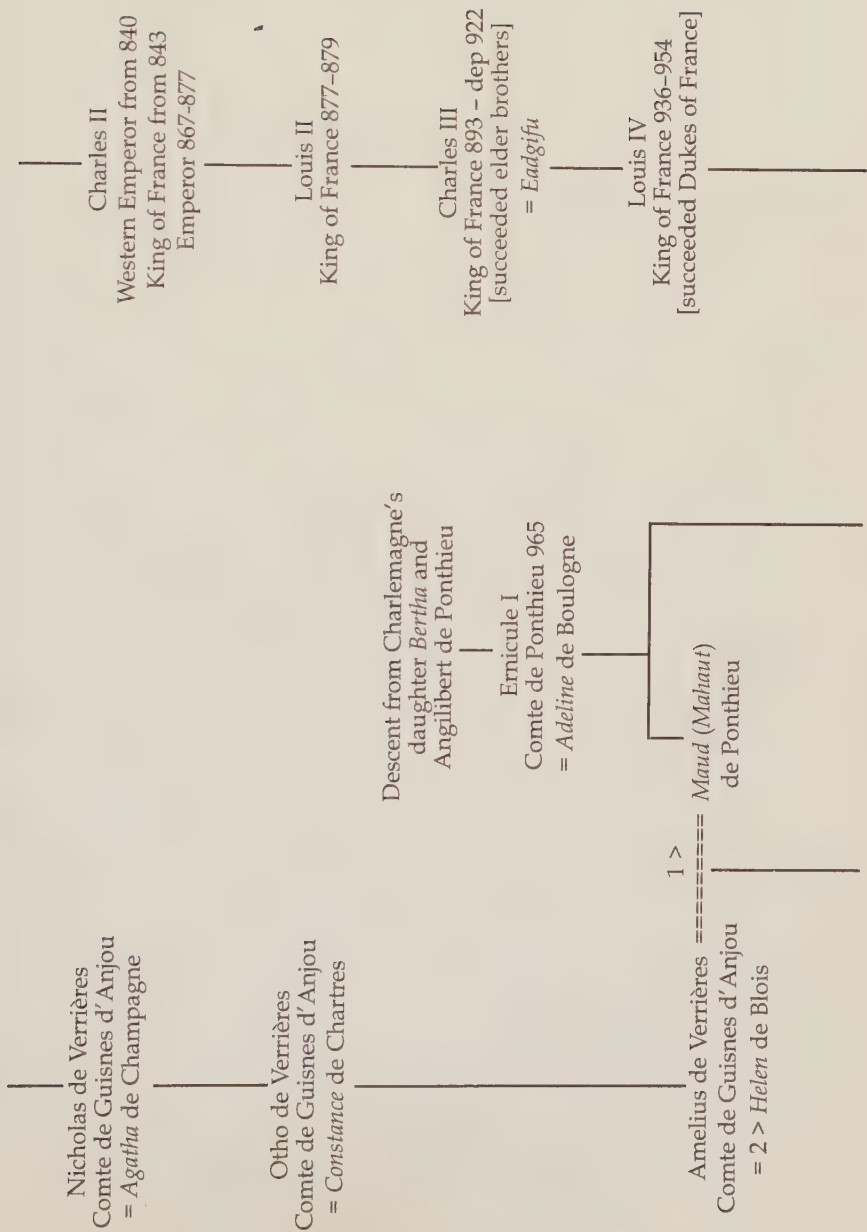 Nicholas de Verrières
Comte de Guisnes d'Anjou
= Agatha de Champagne
Otho de Verrières
Comte de Guisnes d'Anjou
= Constance de Chartres
Amelius de Verrières ==========
Comte de Guisnes d'Anjou
= 2 > Helen de Blois
1 >
Descent from Charlemagne's
daughter Bertha and
Angilibert de Ponthieu
Ernicule I
Comte de Ponthieu 965
= Adeline de Boulogne
Maud (Mahaut)
de Ponthieu
Charles II
Western Emperor from 840
King of France from 843
Emperor 867-877
Louis II
King of France 877–879
Charles III
King of France 893 – dep 922
[succeeded elder brothers]
= Eadgifu
Louis IV
King of France 936–954
[succeeded Dukes of France]